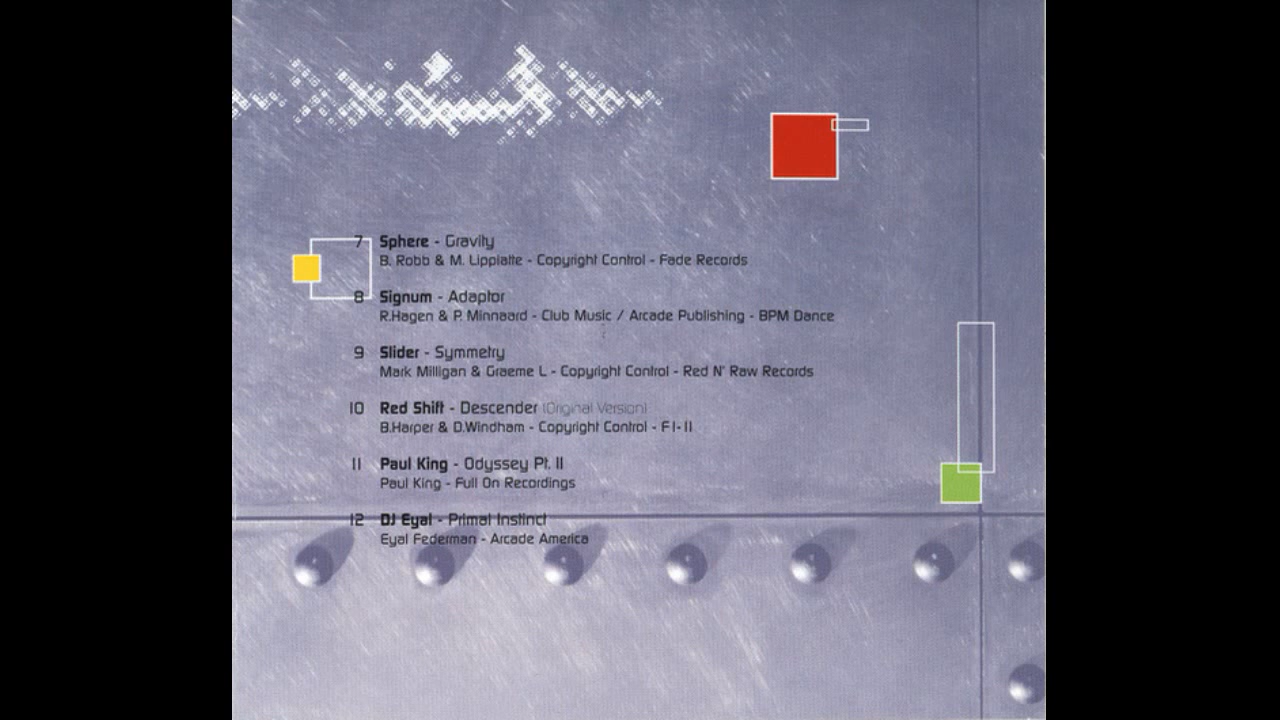 7 Sphere - Gravity
B. Robb & M. Lippiatte - Copyright Control - Fade Records
8 Signum - Adaptor
R.Hagen & P. Minnaard - Club Music / Arcade Publishing - BPM Dance
9 Slider - Symmetry
Mark Milligan & Graeme L - Copyright Control - Red N' Raw Records
10 Red Shift - Descender (Original Version)
B.Harper & D.Windham - Copyright Control - F1-11
11 Paul King - Odyssey Pt. II
Paul King - Full On Recordings
12 DJ Eyal - Primal Instinct
Eyal Federman - Arcade America